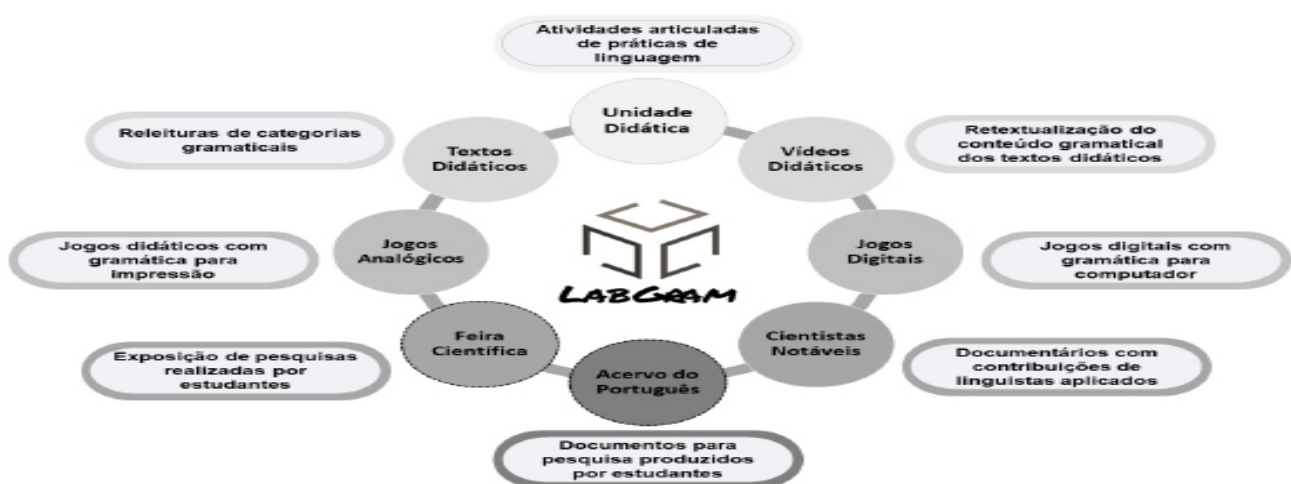 Atividades articuladas
de práticas de
linguagem
Unidade
Didática
Releituras de categorias
gramaticais
Textos
Didáticos
Vídeos
Didáticos
Retextualização do
conteúdo gramatical
dos textos didáticos
Jogos didáticos com
gramática para
impressão
Jogos
Analógicos
LABGRAM
Jogos
Digitais
Jogos digitais com
gramática para
computador
Exposição de pesquisas
realizadas por
estudantes
Feira
Científica
Acervo do
Português
Cientistas
Notáveis
Documentários com
contribuições de
linguistas aplicados
Documentos para
pesquisa produzidos
por estudantes